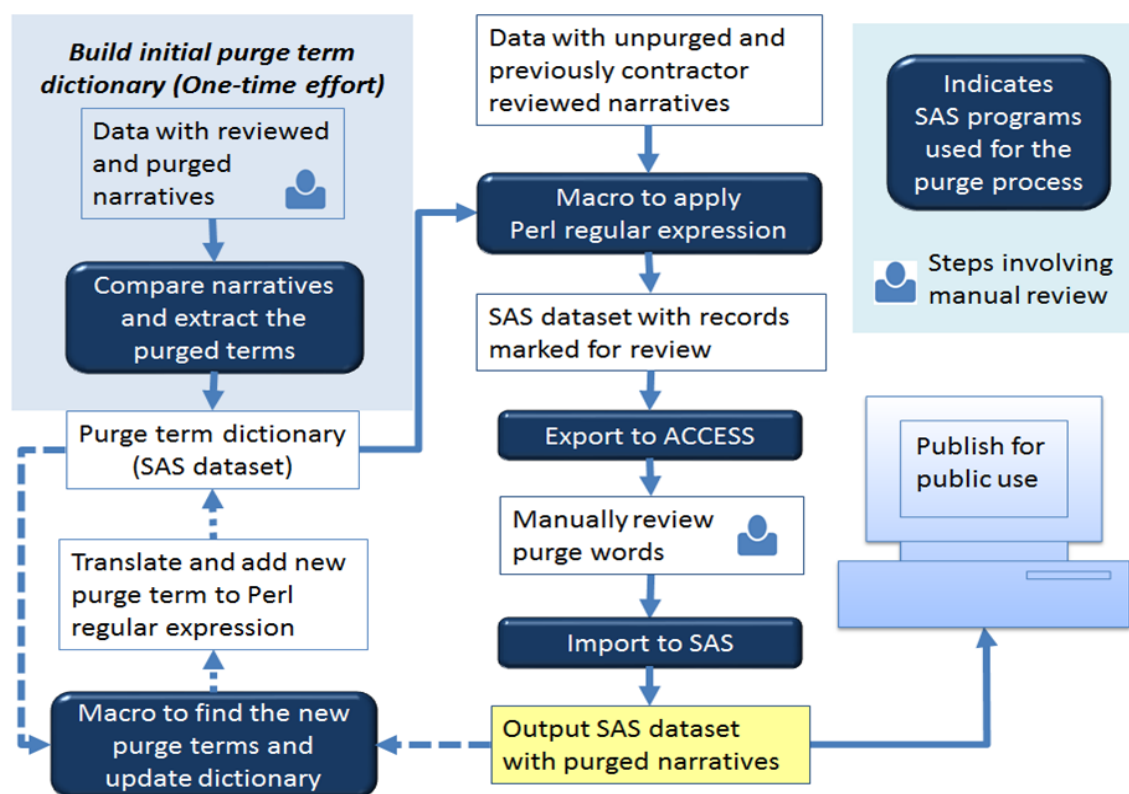 Build initial purge term
dictionary (One-time effort)
Data with reviewed
and purged
narratives
Compare narratives
and extract the
purged terms
Purge term dictionary
(SAS dataset)
Translate and add new
purge term to Perl
regular expression
Macro to find the new
purge terms and
update dictionary
Data with unpurged and
previously contractor
reviewed narratives
Macro to apply
Perl regular expression
SAS dataset with records
marked for review
Export to ACCESS
Manually review
purge words
Import to SAS
Output SAS dataset
with purged narratives
Indicates
SAS programs
used for the
purge process
Steps involving
manual review
Publish for
public use